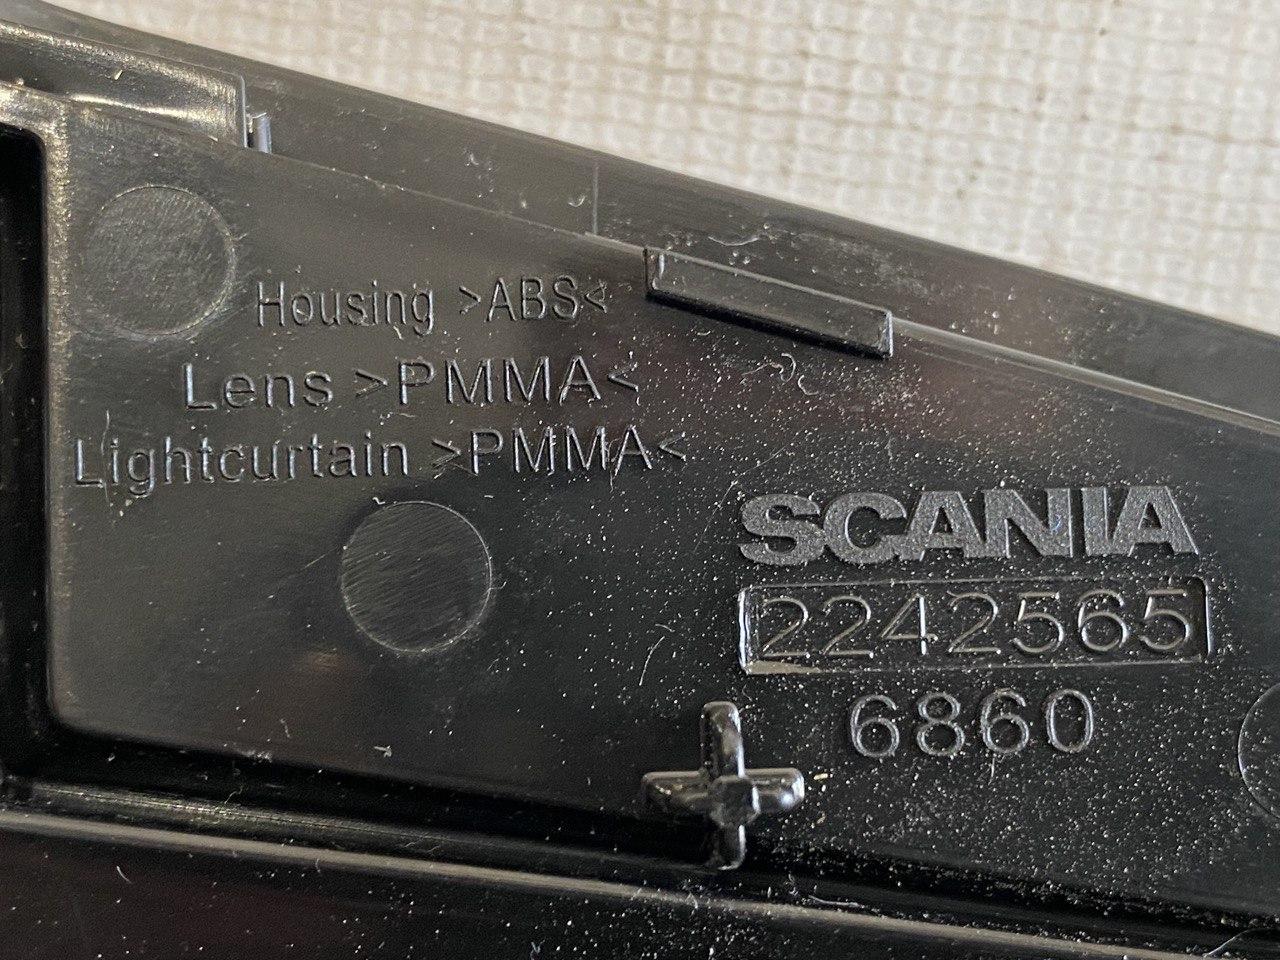 Housing >ABS<
Lens >PMMA<
Lightcurtain >PMMA<
SCANIA
2242565
6860